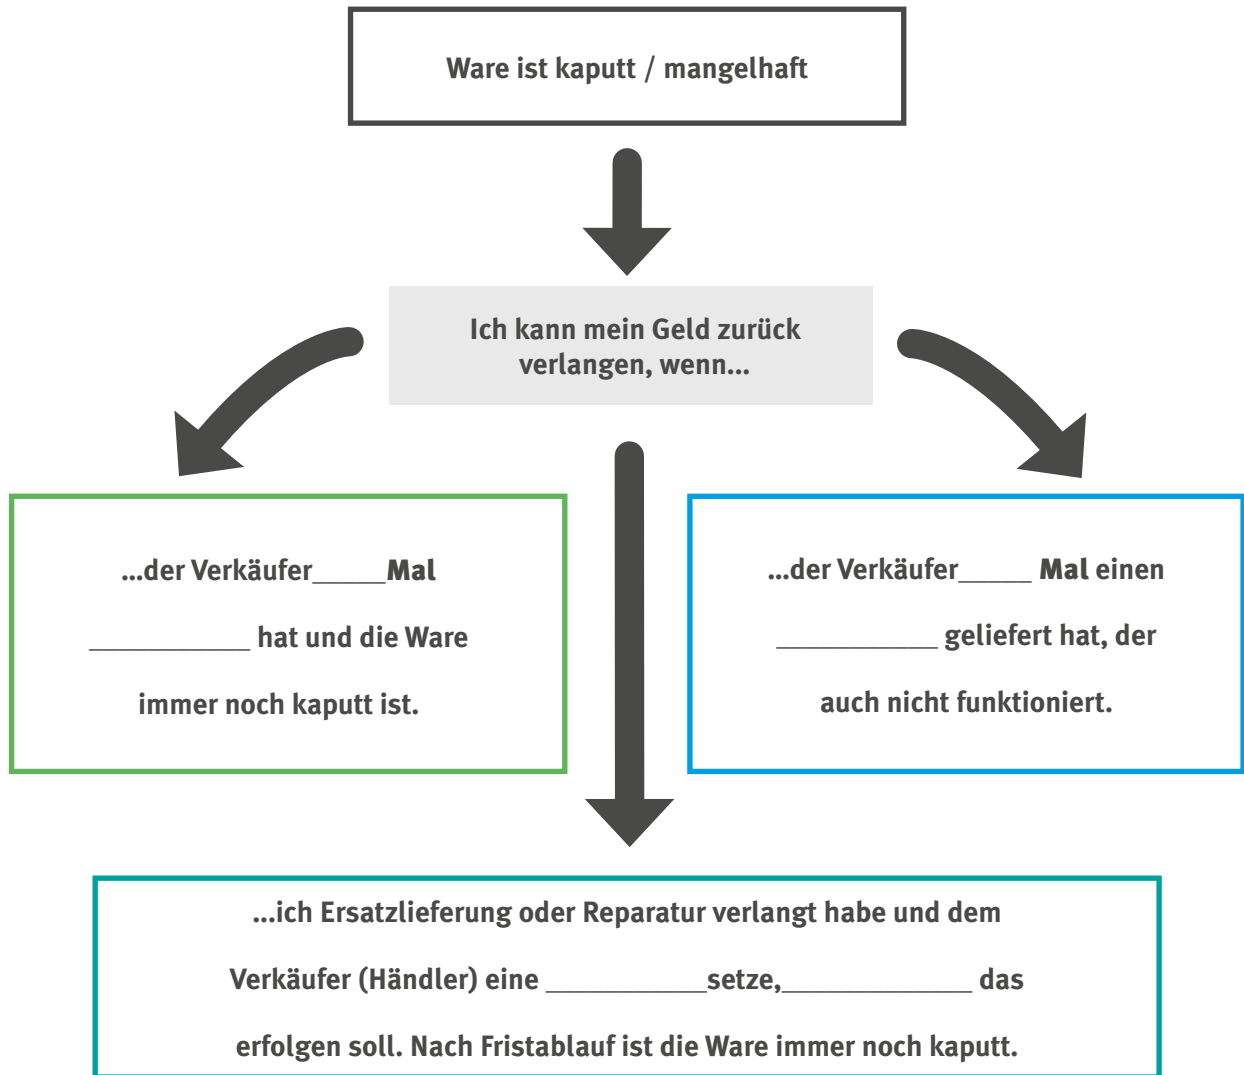 Ware ist kaputt / mangelhaft
Ich kann mein Geld zurück
verlangen, wenn...
...der Verkäufer_____Mal
___________ hat und die Ware
immer noch kaputt ist.
...der Verkäufer_____ Mal einen
___________ geliefert hat, der
auch nicht funktioniert.
...ich Ersatzlieferung oder Reparatur verlangt habe und dem
Verkäufer (Händler) eine ___________setze,_____________ das
erfolgen soll. Nach Fristablauf ist die Ware immer noch kaputt.